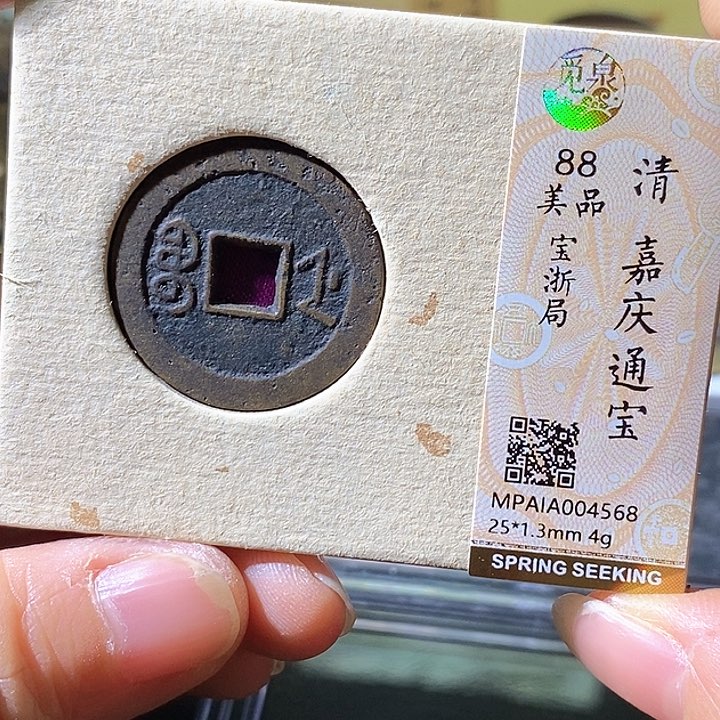 觅泉
88
美品
宝浙局
清 嘉庆通宝
MPAIA004568
25*1.3mm 4g
SPRING SEEKING